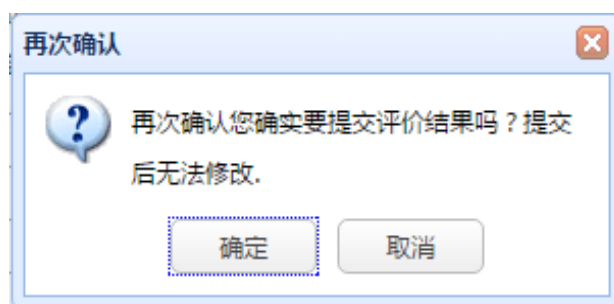 再次确认
再次确认您确实要提交评价结果吗？提交
后无法修改.
确定
取消